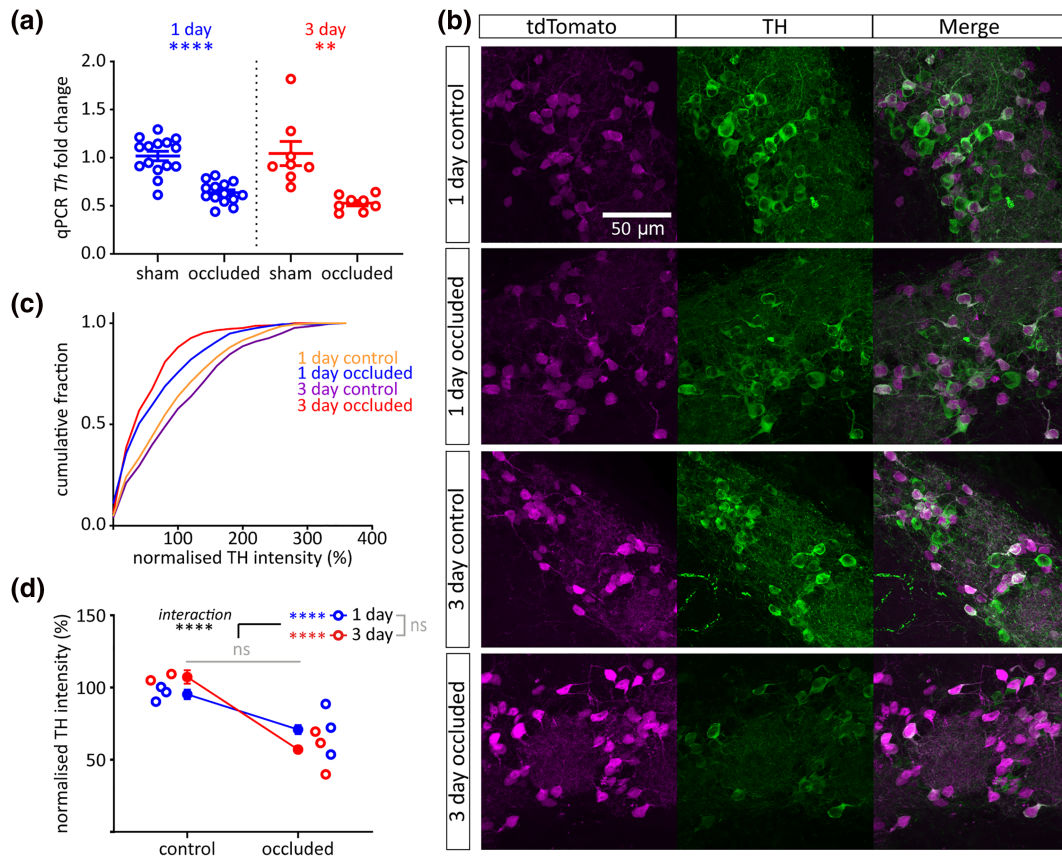 (a)
1 day
****
3 day
**
qPCR Th fold change
2.0
1.5
1.0
0.5
0.0
sham
occluded
sham
occluded
(b)
tdTomato
TH
Merge
1 day control
50 µm
1 day occluded
3 day control
3 day occluded
(c)
cumulative fraction
1.0
0.5
0.0
1 day control
1 day occluded
3 day control
3 day occluded
0
100
200
300
400
normalised TH intensity (%)
(d)
normalised TH intensity (%)
150
100
50
0
interaction
****
**** 1 day
**** 3 day
ns
ns
control
occluded